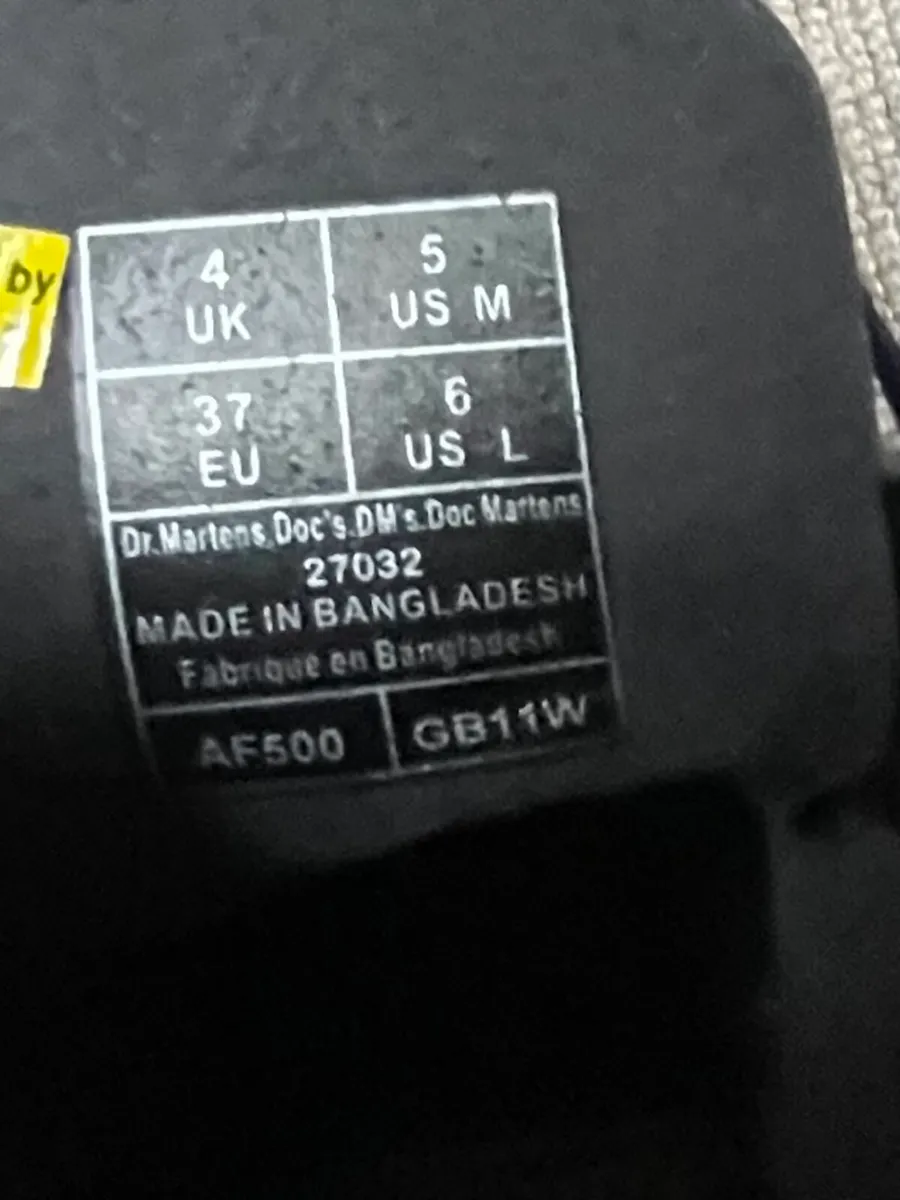 by
4
UK
5
US M
37
EU
6
US L
Dr.Martens.Doc's.DM's.Doc Martens
27032
MADE IN BANGLADESH
Fabrique en Bangladesh
AF500
GB11W